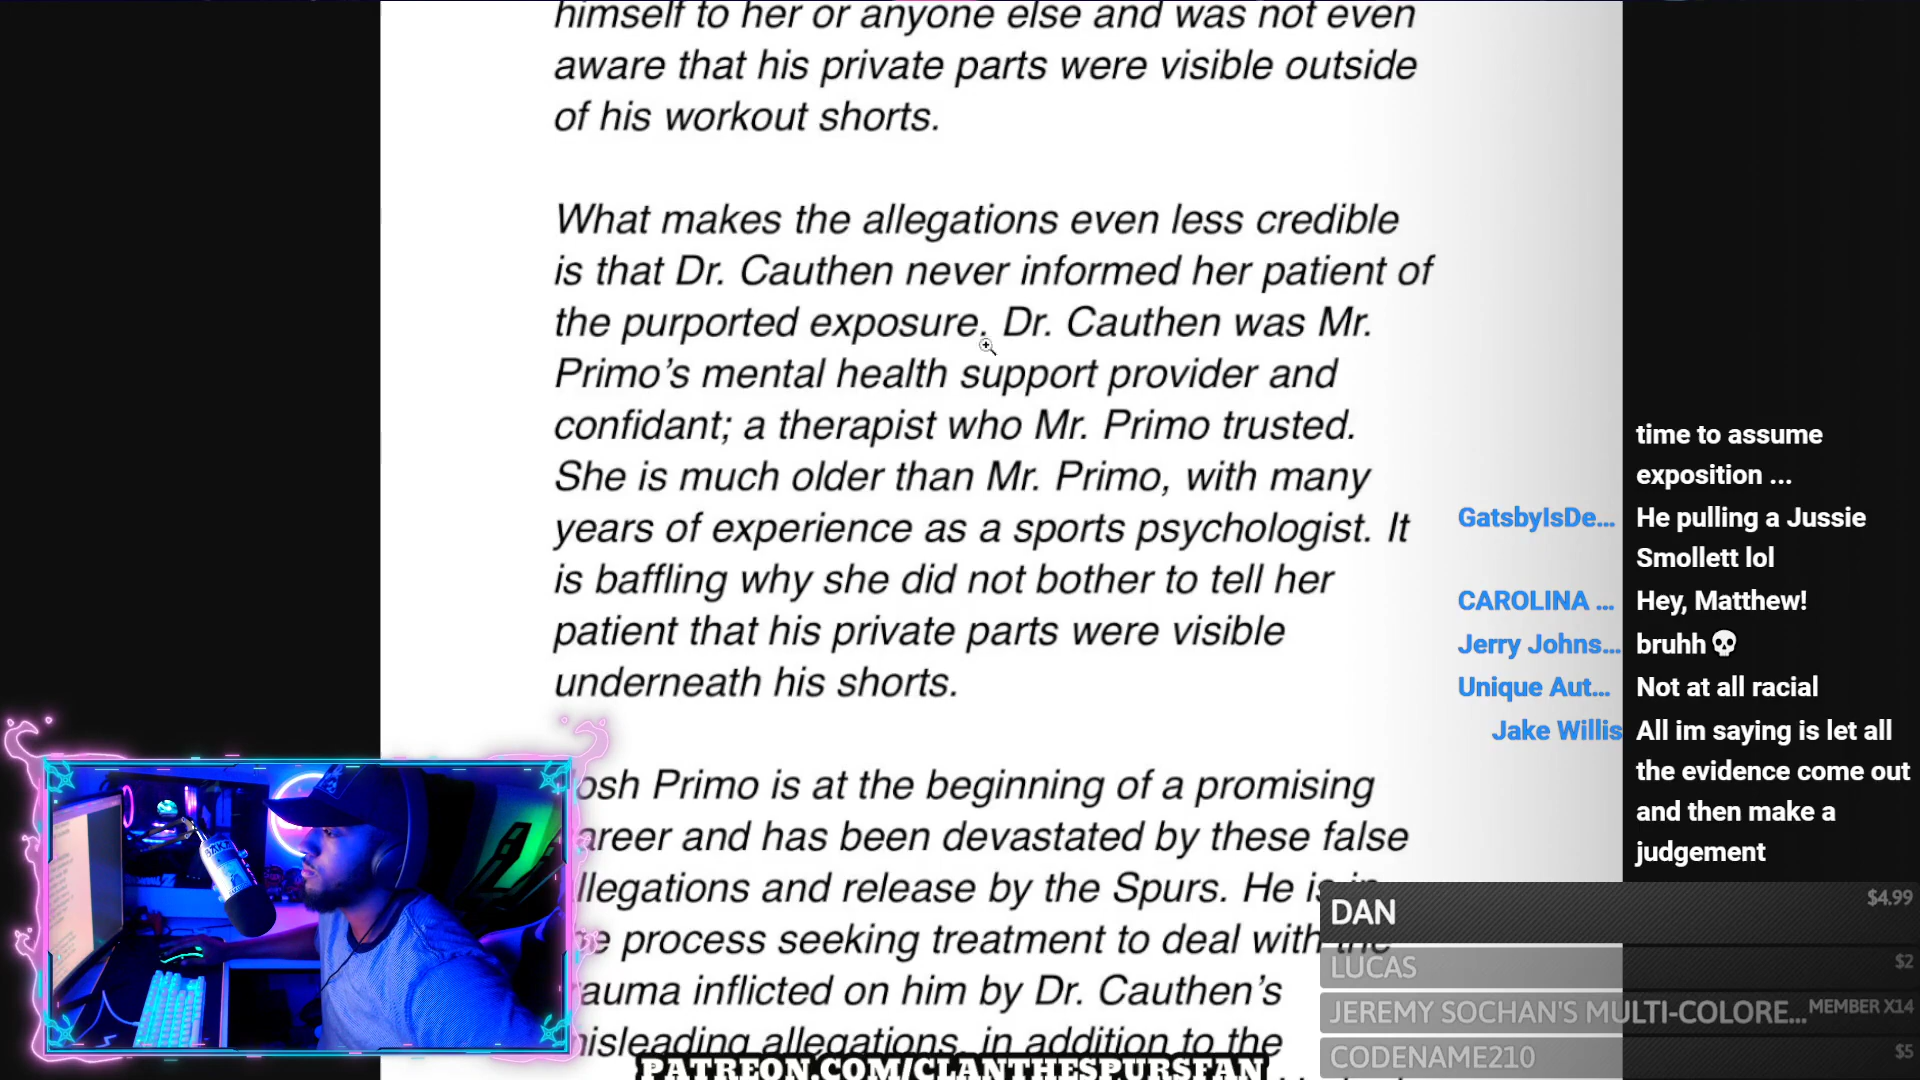 himself to her or anyone else and was not even
aware that his private parts were visible outside
of his workout shorts.
What makes the allegations even less credible
is that Dr. Cauthen never informed her patient of
the purported exposure. Dr. Cauthen was Mr.
Primo's mental health support provider and
confidant; a therapist who Mr. Primo trusted.
She is much older than Mr. Primo, with many
years of experience as a sports psychologist. It
is baffling why she did not bother to tell her
patient that his private parts were visible
underneath his shorts.
osh Primo is at the beginning of a promising
areer and has been devastated by these false
llegations and release by the Spurs. He is in
e process seeking treatment to deal with the
rauma inflicted on him by Dr. Cauthen's
isleading allegations, in addition to the
time to assume
exposition ...
GatsbyIsDe... He pulling a Jussie
Smollett lol
CAROLINA ... Hey, Matthew!
Jerry Johns... bruhh💀
Unique Aut... Not at all racial
Jake Willis All im saying is let all
the evidence come out
and then make a
judgement
DAN $4.99
LUCAS $2
JEREMY SOCHAN'S MULTI-COLORE... MEMBER X14
CODENAME210 $5
PATREON.COM/CLANTHESPURSFAN